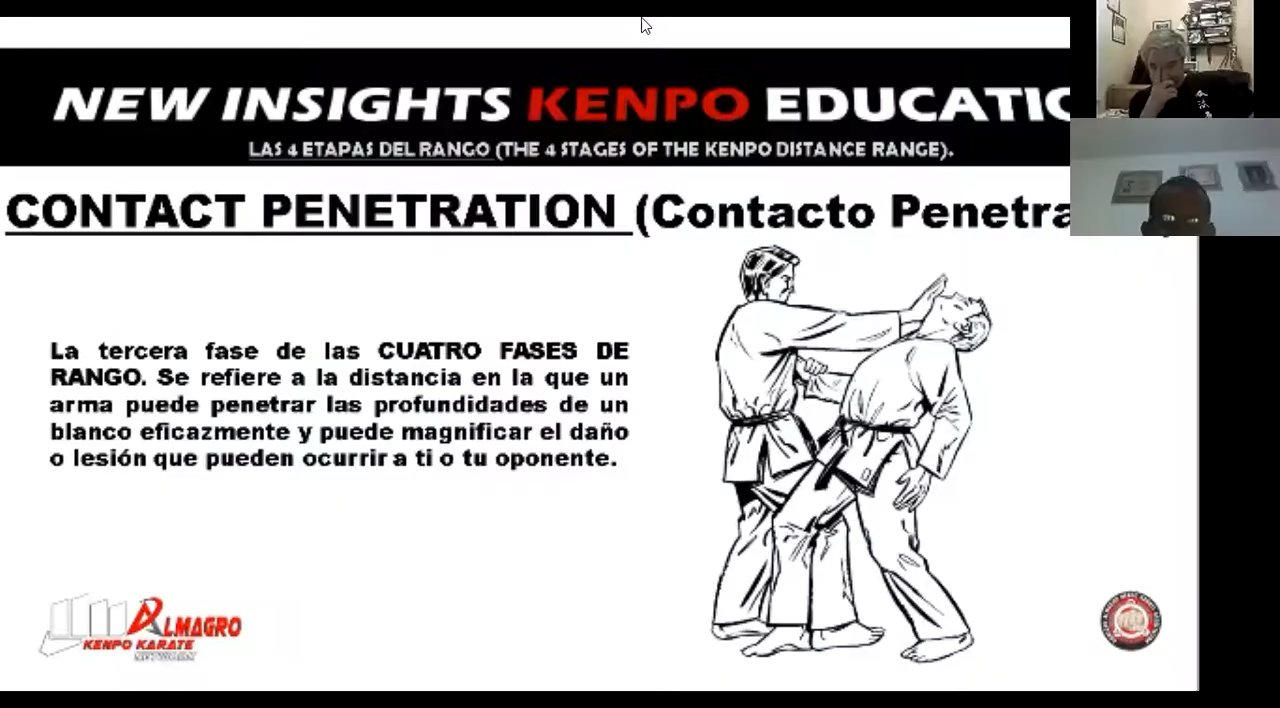 NEW INSIGHTS KENPO EDUCATIO
LAS 4 ETAPAS DEL RANGO (THE 4 STAGES OF THE KENPO DISTANCE RANGE).
CONTACT PENETRATION (Contacto Penetra
La tercera fase de las CUATRO FASES DE
RANGO. Se refiere a la distancia en la que un
arma puede penetrar las profundidades de un
blanco eficazmente y puede magnificar el daño
o lesión que pueden ocurrir a ti o tu oponente.
ALMAGRO
KENPO KARATE
NETWORK